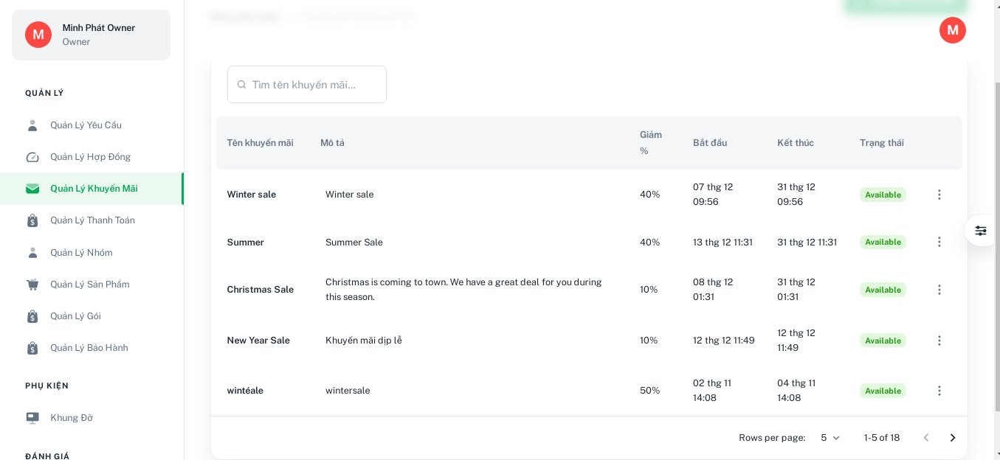 M
Minh Phát Owner
Owner
QUẢN LÝ
Quản Lý Yêu Cầu
Quản Lý Hợp Đồng
Quản Lý Khuyến Mãi
Quản Lý Thanh Toán
Quản Lý Nhóm
Quản Lý Sản Phẩm
Quản Lý Gói
Quản Lý Bảo Hành
PHỤ KIỆN
Khung Đỡ
ĐÁNH GIÁ
M
Tìm tên khuyến mãi...
Tên khuyến mãi Mô tả Giảm % Bắt đầu Kết thúc Trạng thái
Winter sale Winter sale 40% 07 thg 12 09:56 31 thg 12 09:56 Available
Summer Summer Sale 40% 13 thg 12 11:31 31 thg 12 11:31 Available
Christmas Sale Christmas is coming to town. We have a great deal for you during this season. 10% 08 thg 12 01:31 31 thg 12 01:31 Available
New Year Sale Khuyến mãi dịp lễ 10% 12 thg 12 11:49 12 thg 12 11:49 Available
wintéale wintersale 50% 02 thg 11 14:08 04 thg 11 14:08 Available
Rows per page: 5 1-5 of 18